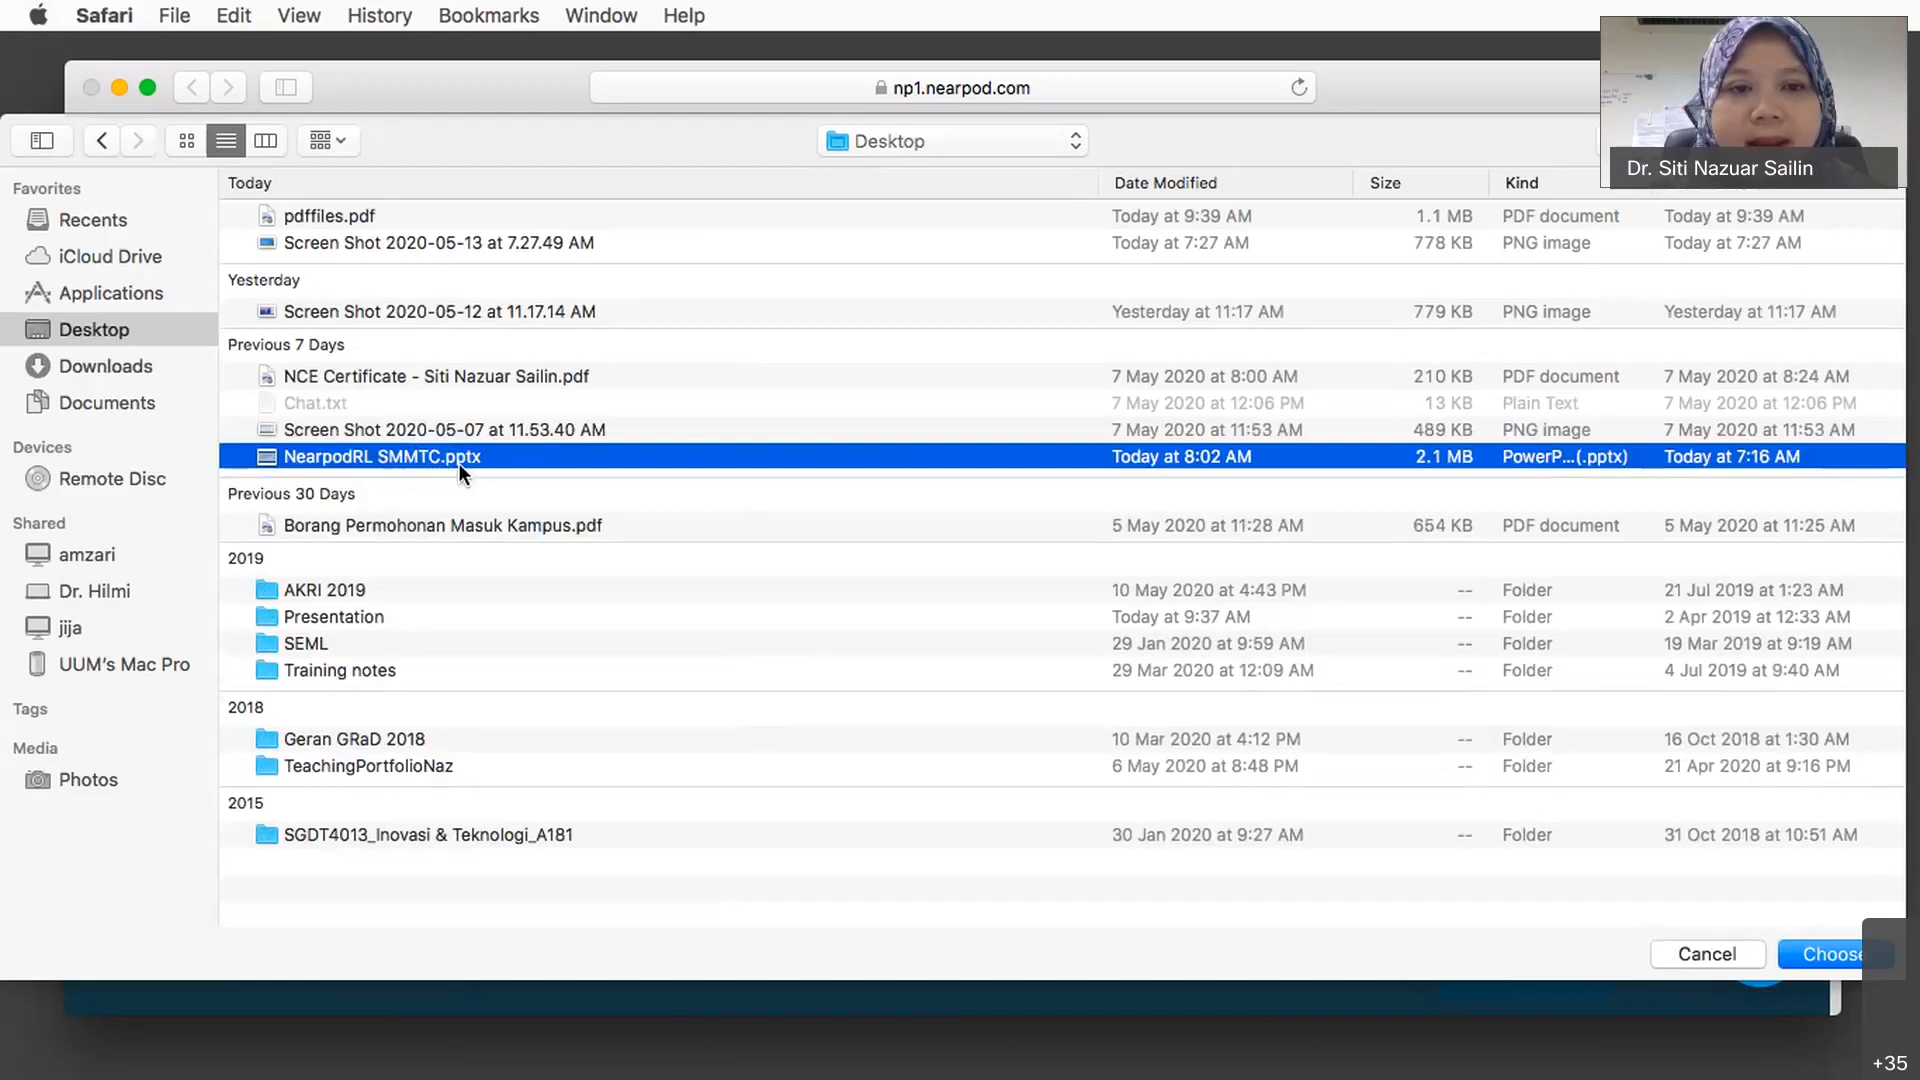 Safari File Edit View History Bookmarks Window Help
np1.nearpod.com
Desktop
Dr. Siti Nazuar Sailin
Favorites
Recents
iCloud Drive
Applications
Desktop
Downloads
Documents
Devices
Remote Disc
Shared
amzari
Dr. Hilmi
jija
UUM's Mac Pro
Tags
Media
Photos
Today Date Modified Size Kind
pdffiles.pdf Today at 9:39 AM 1.1 MB PDF document Today at 9:39 AM
Screen Shot 2020-05-13 at 7.27.49 AM Today at 7:27 AM 778 KB PNG image Today at 7:27 AM
Yesterday
Screen Shot 2020-05-12 at 11.17.14 AM Yesterday at 11:17 AM 779 KB PNG image Yesterday at 11:17 AM
Previous 7 Days
NCE Certificate - Siti Nazuar Sailin.pdf 7 May 2020 at 8:00 AM 210 KB PDF document 7 May 2020 at 8:24 AM
Chat.txt 7 May 2020 at 12:06 PM 13 KB Plain Text 7 May 2020 at 12:06 PM
Screen Shot 2020-05-07 at 11.53.40 AM 7 May 2020 at 11:53 AM 489 KB PNG image 7 May 2020 at 11:53 AM
NearpodRL SMMTC.pptx Today at 8:02 AM 2.1 MB PowerP...(.pptx) Today at 7:16 AM
Previous 30 Days
Borang Permohonan Masuk Kampus.pdf 5 May 2020 at 11:28 AM 654 KB PDF document 5 May 2020 at 11:25 AM
2019
AKRI 2019 10 May 2020 at 4:43 PM -- Folder 21 Jul 2019 at 1:23 AM
Presentation Today at 9:37 AM -- Folder 2 Apr 2019 at 12:33 AM
SEML 29 Jan 2020 at 9:59 AM -- Folder 19 Mar 2019 at 9:19 AM
Training notes 29 Mar 2020 at 12:09 AM -- Folder 4 Jul 2019 at 9:40 AM
2018
Geran GRaD 2018 10 Mar 2020 at 4:12 PM -- Folder 16 Oct 2018 at 1:30 AM
TeachingPortfolioNaz 6 May 2020 at 8:48 PM -- Folder 21 Apr 2020 at 9:16 PM
2015
SGDT4013_Inovasi & Teknologi_A181 30 Jan 2020 at 9:27 AM -- Folder 31 Oct 2018 at 10:51 AM
Cancel Choose
+35